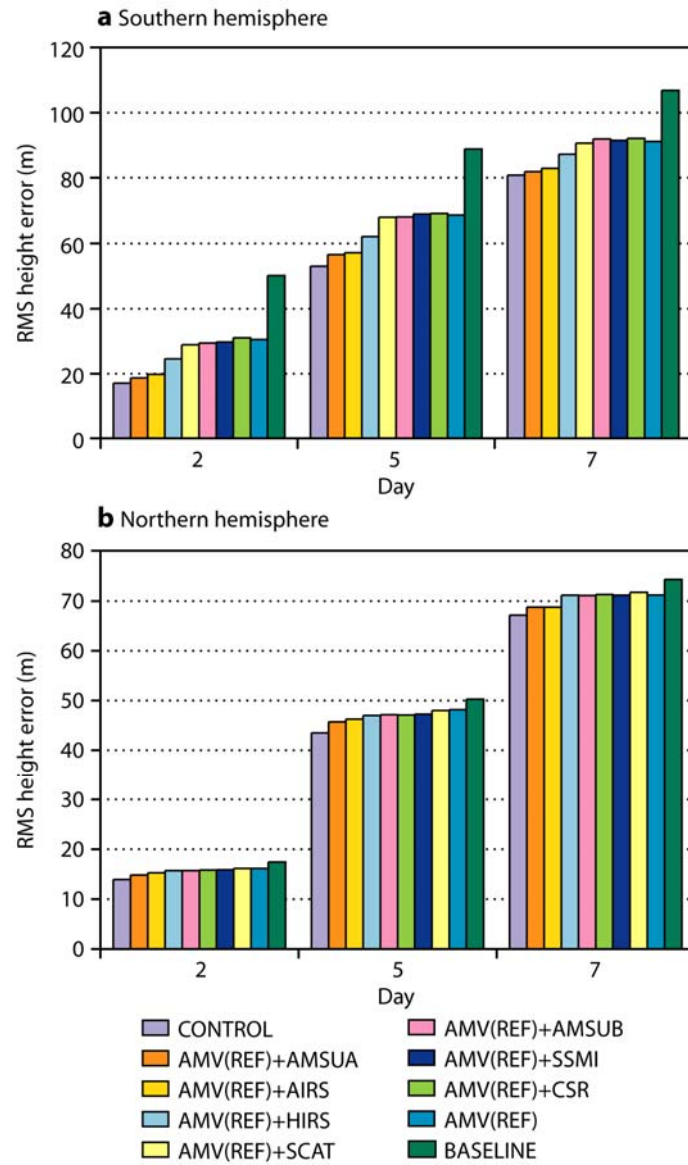 a Southern hemisphere
120
100
80
60
40
20
0
RMS height error (m)
2 5 7
Day
b Northern hemisphere
80
70
60
50
40
30
20
10
0
RMS height error (m)
2 5 7
Day
CONTROL
AMV(REF)+AMSUA
AMV(REF)+AIRS
AMV(REF)+HIRS
AMV(REF)+SCAT
AMV(REF)+AMSUB
AMV(REF)+SSMI
AMV(REF)+CSR
AMV(REF)
BASELINE